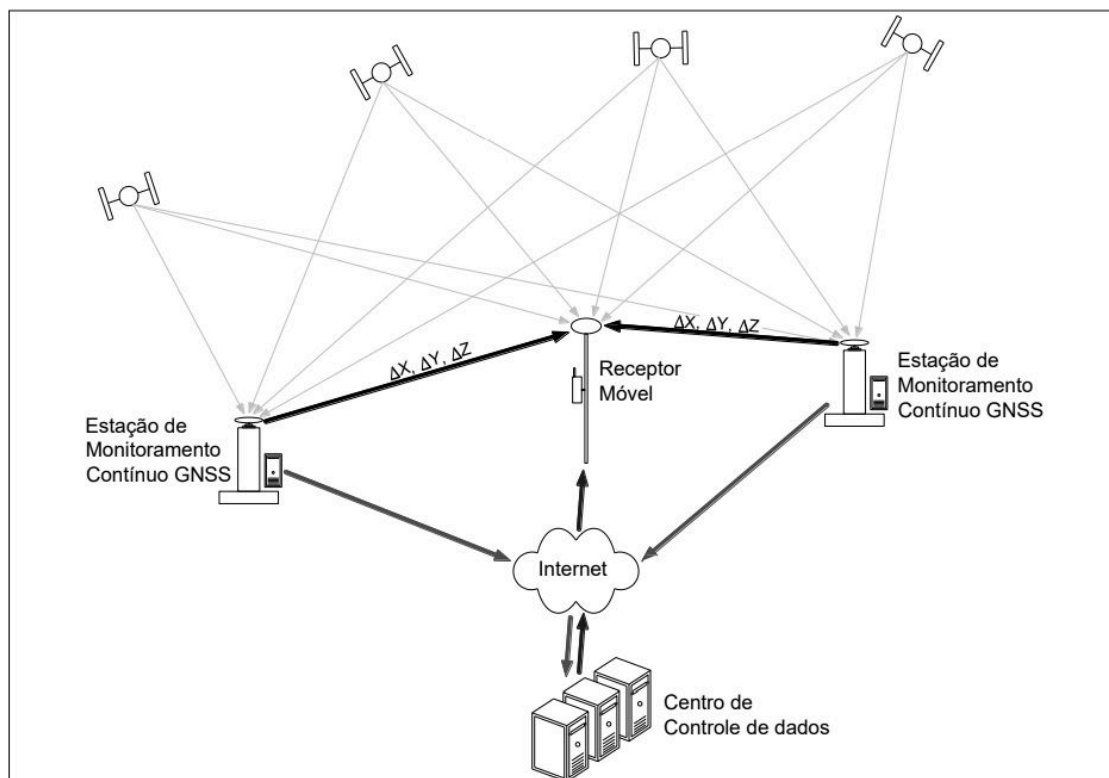 ΔX, ΔY, ΔZ
ΔX, ΔY, ΔZ
Receptor
Móvel
Estação de
Monitoramento
Contínuo GNSS
Estação de
Monitoramento
Contínuo GNSS
Internet
Centro de
Controle de dados